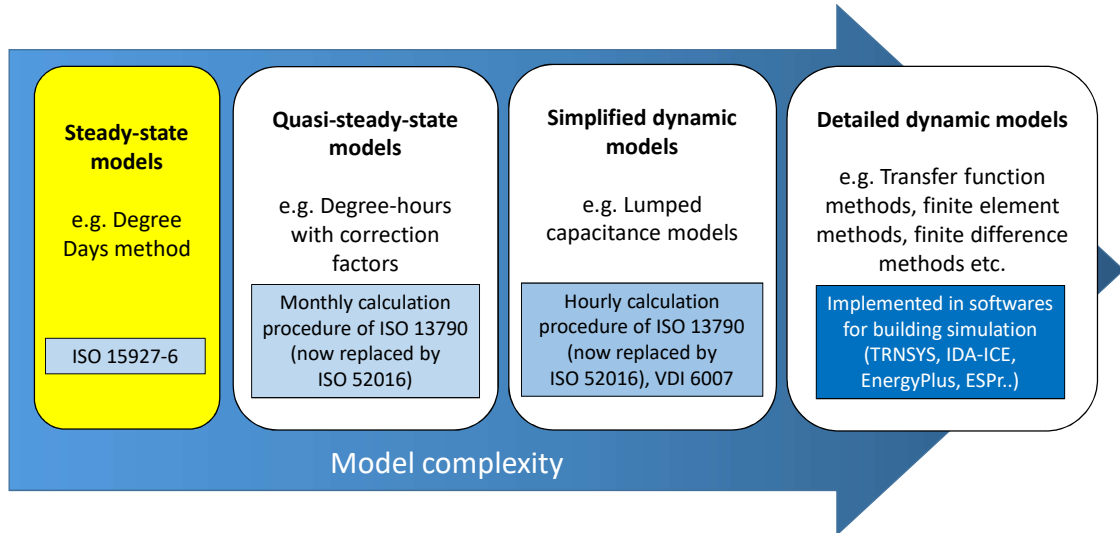 Steady-state
models
e.g. Degree
Days method
ISO 15927-6
Quasi-steady-state
models
e.g. Degree-hours
with correction
factors
Monthly calculation
procedure of ISO 13790
(now replaced by
ISO 52016)
Simplified dynamic
models
e.g. Lumped
capacitance models
Hourly calculation
procedure of ISO 13790
(now replaced by
ISO 52016), VDI 6007
Detailed dynamic models
e.g. Transfer function
methods, finite element
methods, finite difference
methods etc.
Implemented in softwares
for building simulation
(TRNSYS, IDA-ICE,
EnergyPlus, ESPr..)
Model complexity